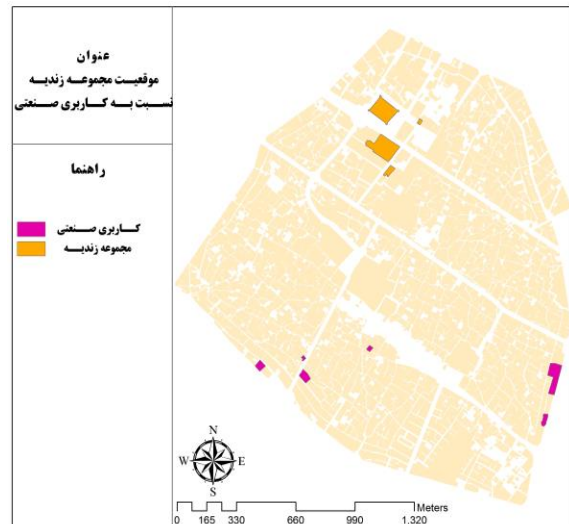 عنوان
موقعیت مجموعه زندیه
نسبت به کاربری صنعتی
راهنما
کاربری صنعتی
مجموعه زندیه
N
W E
S
Meters
0 165 330 660 990 1.320